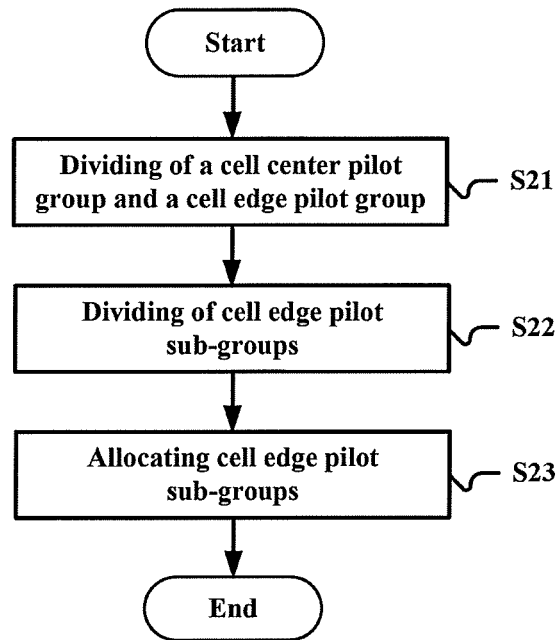 Start
Dividing of a cell center pilot
group and a cell edge pilot group
S21
Dividing of cell edge pilot
sub-groups
S22
Allocating cell edge pilot
sub-groups
S23
End